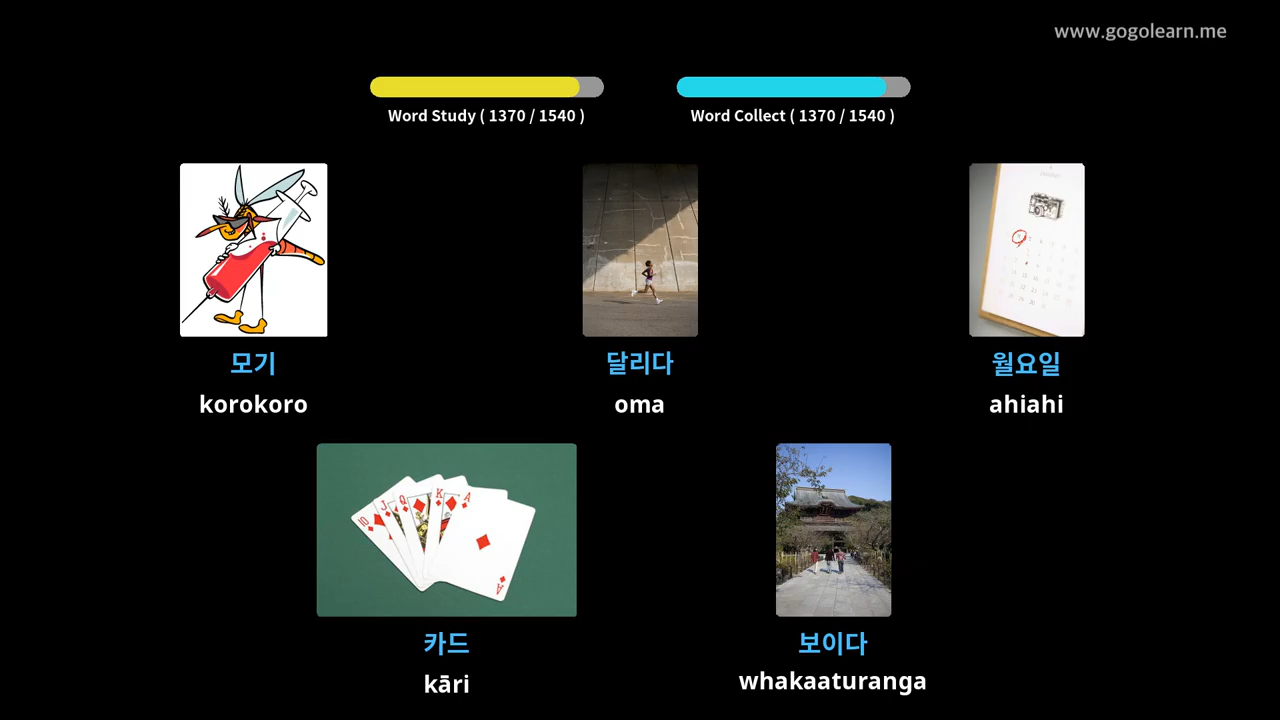 www.gogolearn.me
Word Study ( 1370 / 1540 )
Word Collect ( 1370 / 1540 )
모기
korokoro
달리다
oma
월요일
ahiahi
10
J
Q
K
A
A
카드
kāri
보이다
whakaaturanga